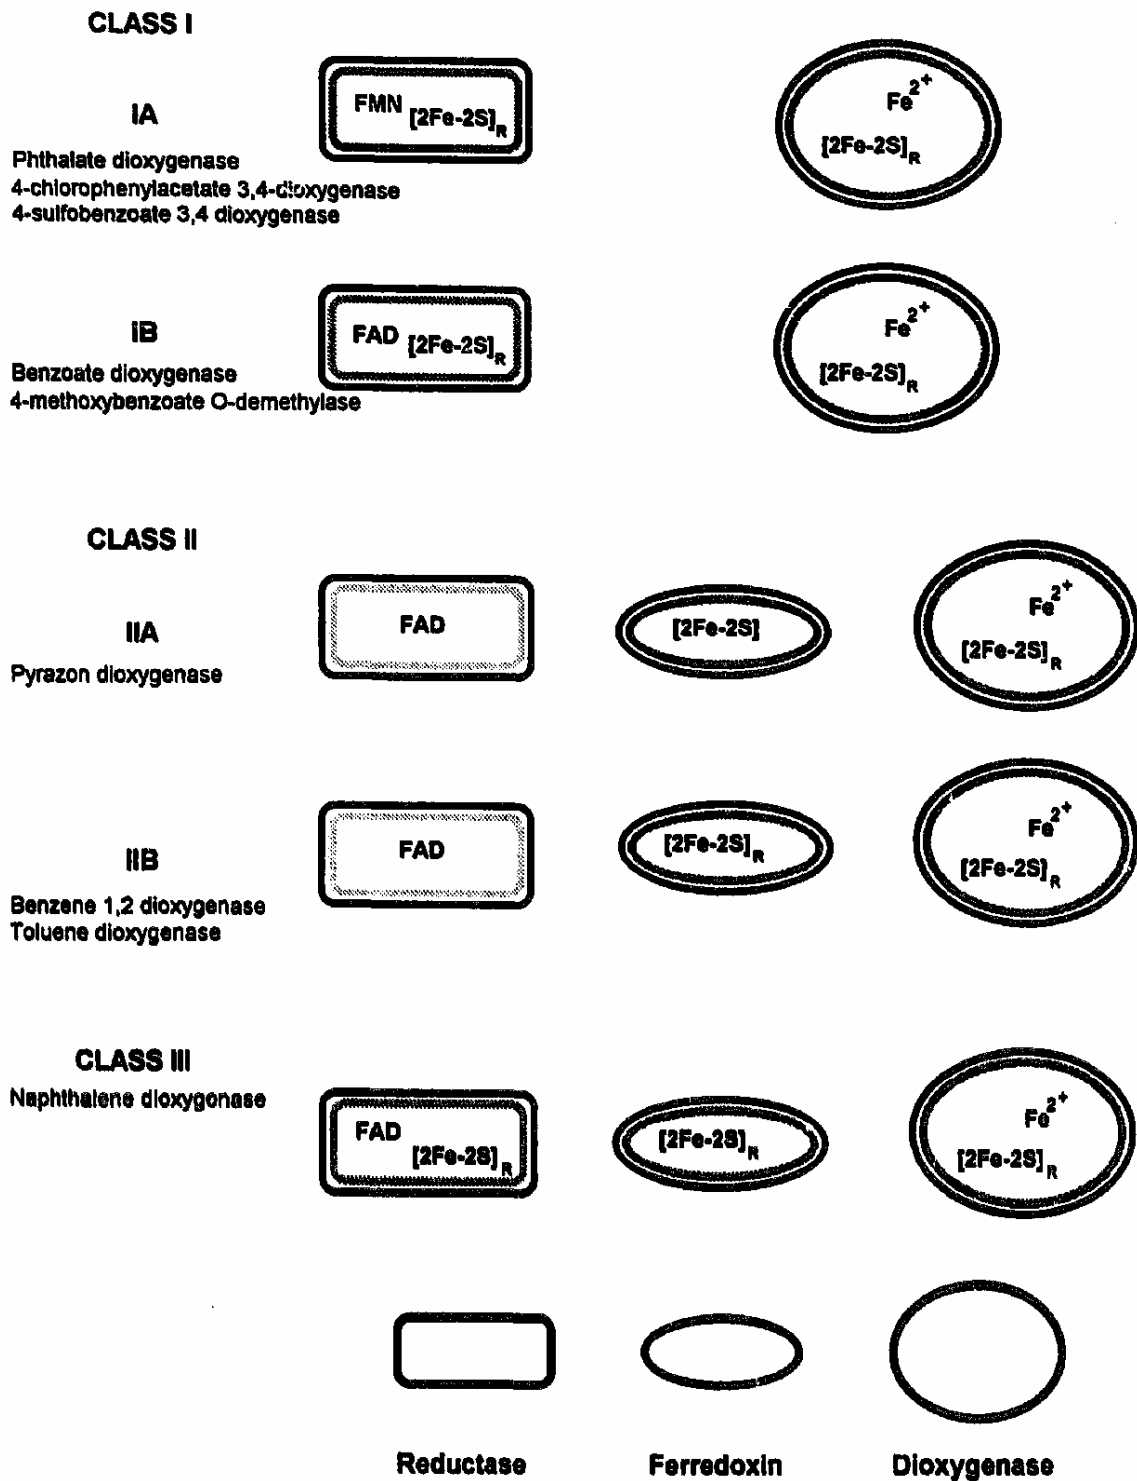 CLASS I
IA
FMN [2Fe-2S]R
Fe2+
[2Fe-2S]R
Phthalate dioxygenase
4-chlorophenylacetate 3,4-dioxygenase
4-sulfobenzoate 3,4 dioxygenase
IB
FAD [2Fe-2S]R
Fe2+
[2Fe-2S]R
Benzoate dioxygenase
4-methoxybenzoate O-demethylase
CLASS II
IIA
FAD
[2Fe-2S]
Fe2+
[2Fe-2S]R
Pyrazon dioxygenase
IIB
FAD
[2Fe-2S]R
Fe2+
[2Fe-2S]R
Benzene 1,2 dioxygenase
Toluene dioxygenase
CLASS III
Naphthalene dioxygonase
FAD
[2Fe-2S]R
[2Fe-2S]R
Fe2+
[2Fe-2S]R
Reductase
Ferredoxin
Dioxygenase